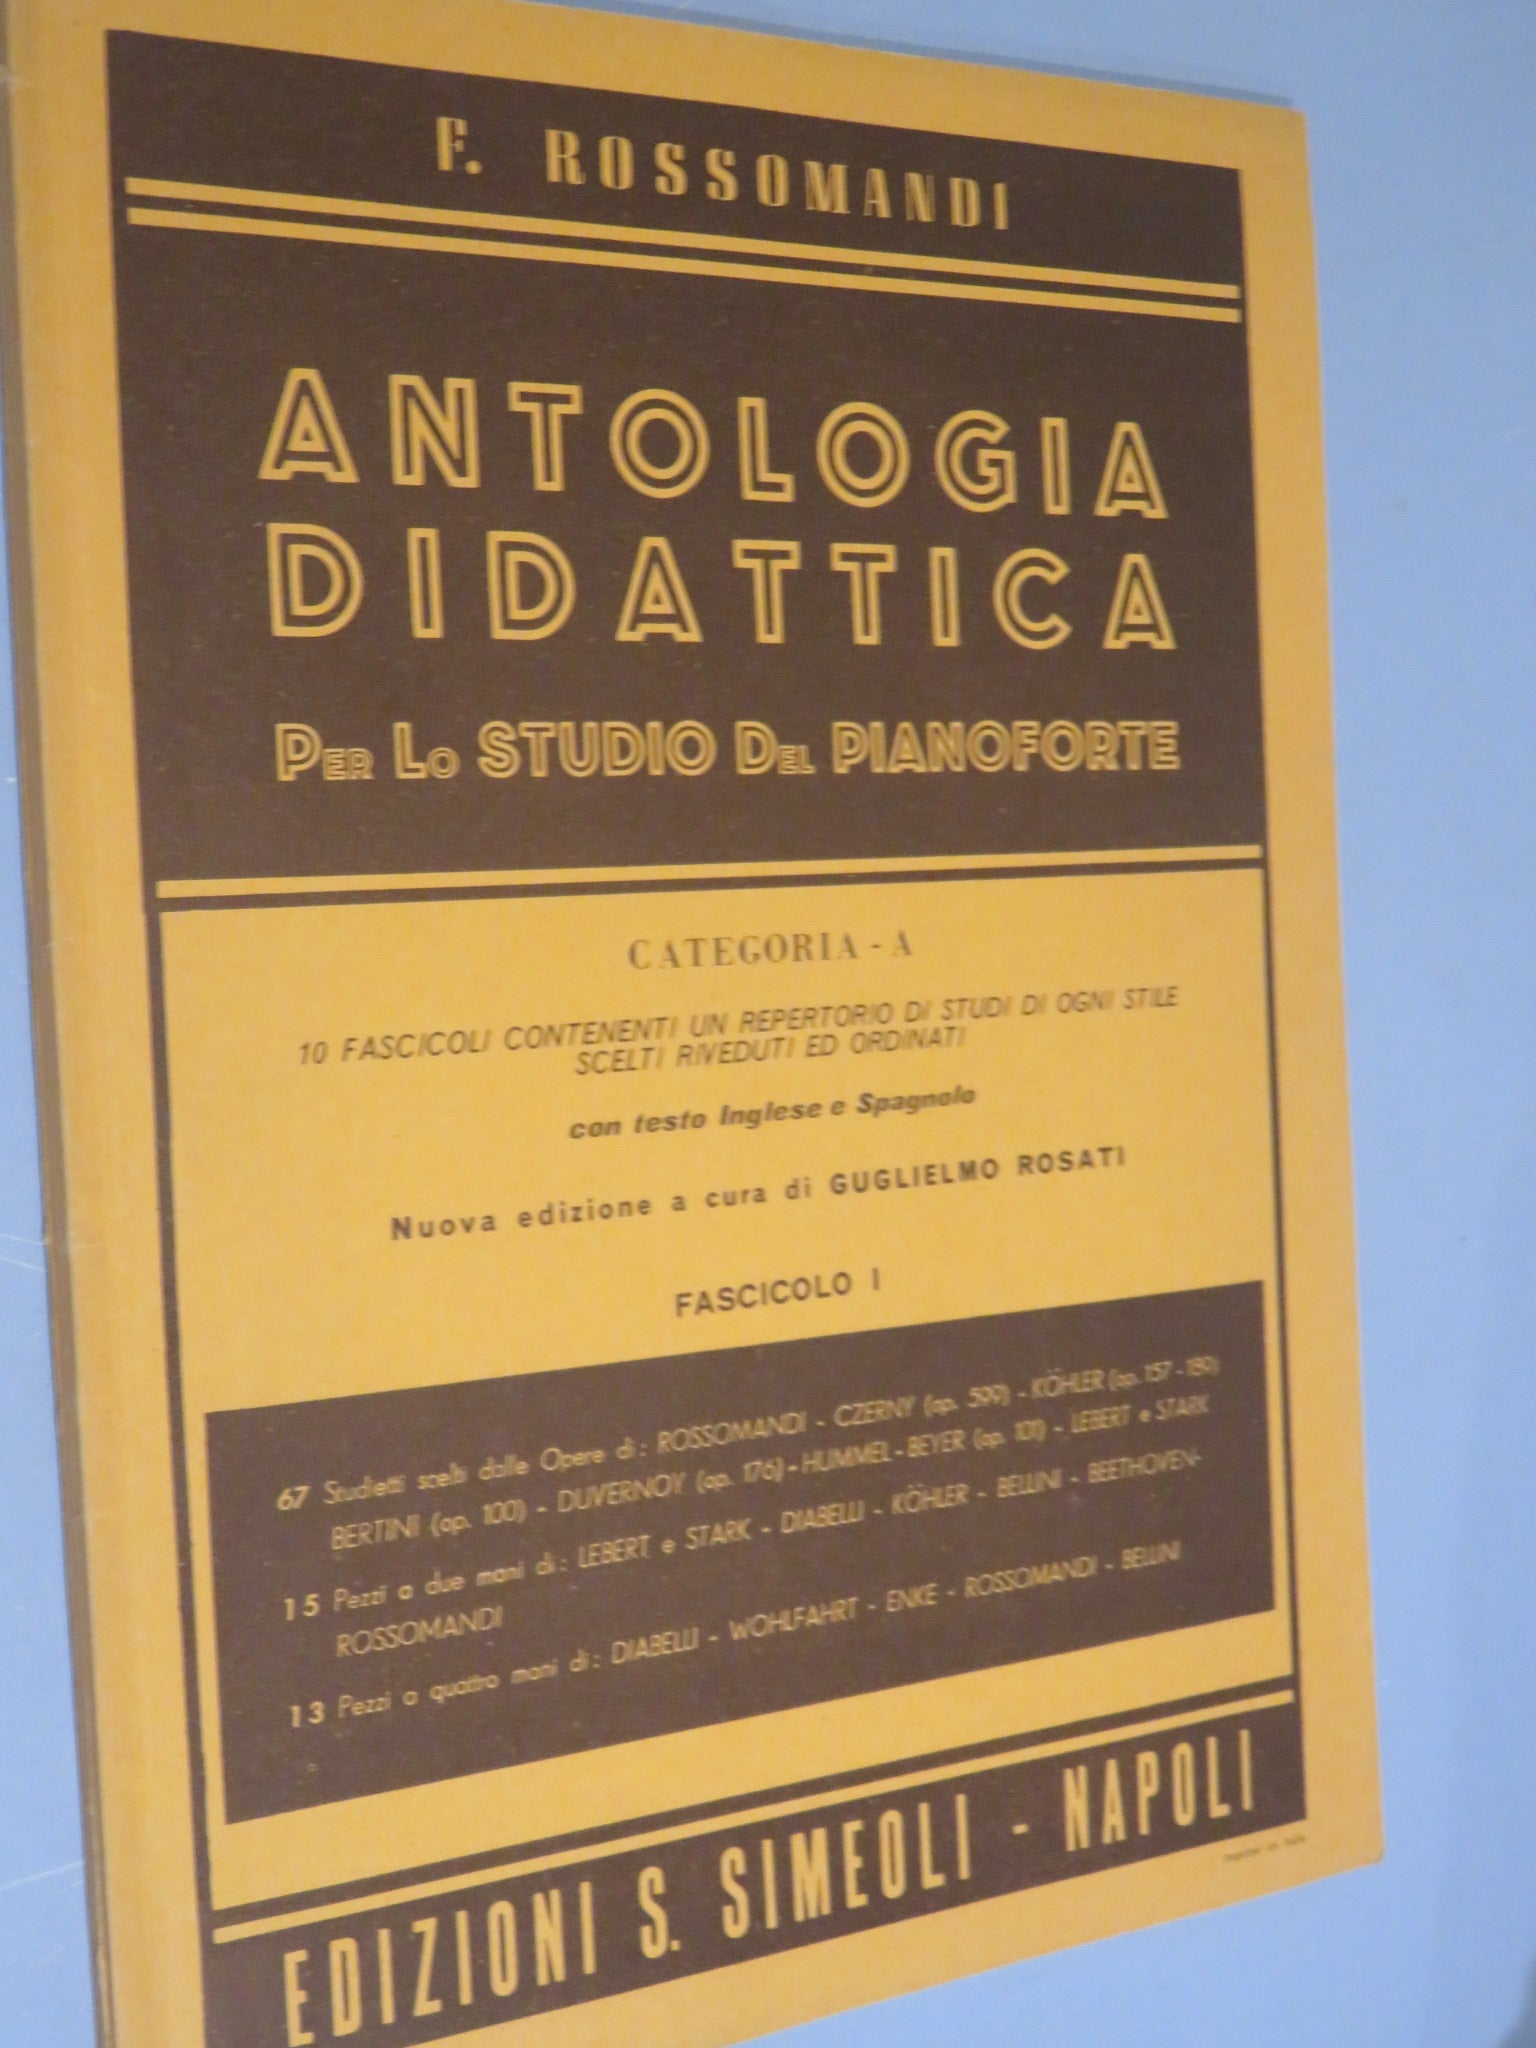 F. ROSSOMANDI
ANTOLOGIA
DIDATTICA
PER LO STUDIO DEL PIANOFORTE
CATEGORIA - A
10 FASCICOLI CONTENENTI UN REPERTORIO DI STUDI DI OGNI STILE
SCELTI RIVEDUTI ED ORDINATI
con testo Inglese e Spagnolo
Nuova edizione a cura di GUGLIELMO ROSATI
FASCICOLO I
67 Studietti scelti dalle Opere di: ROSSOMANDI - CZERNY (op. 599) - KÖHLER (op. 157 - 189)
BERTINI (op. 100) - DUVERNOY (op. 176) - HUMMEL - BEYER (op. 101) - LEBERT e STARK
15 Pezzi a due mani di: LEBERT e STARK - DIABELLI - KÖHLER - BELLINI - BEETHOVEN-
ROSSOMANDI
13 Pezzi a quattro mani di: DIABELLI - WOHLFAHRT - ENKE - ROSSOMANDI - BELLINI
EDIZIONI S. SIMEOLI - NAPOLI